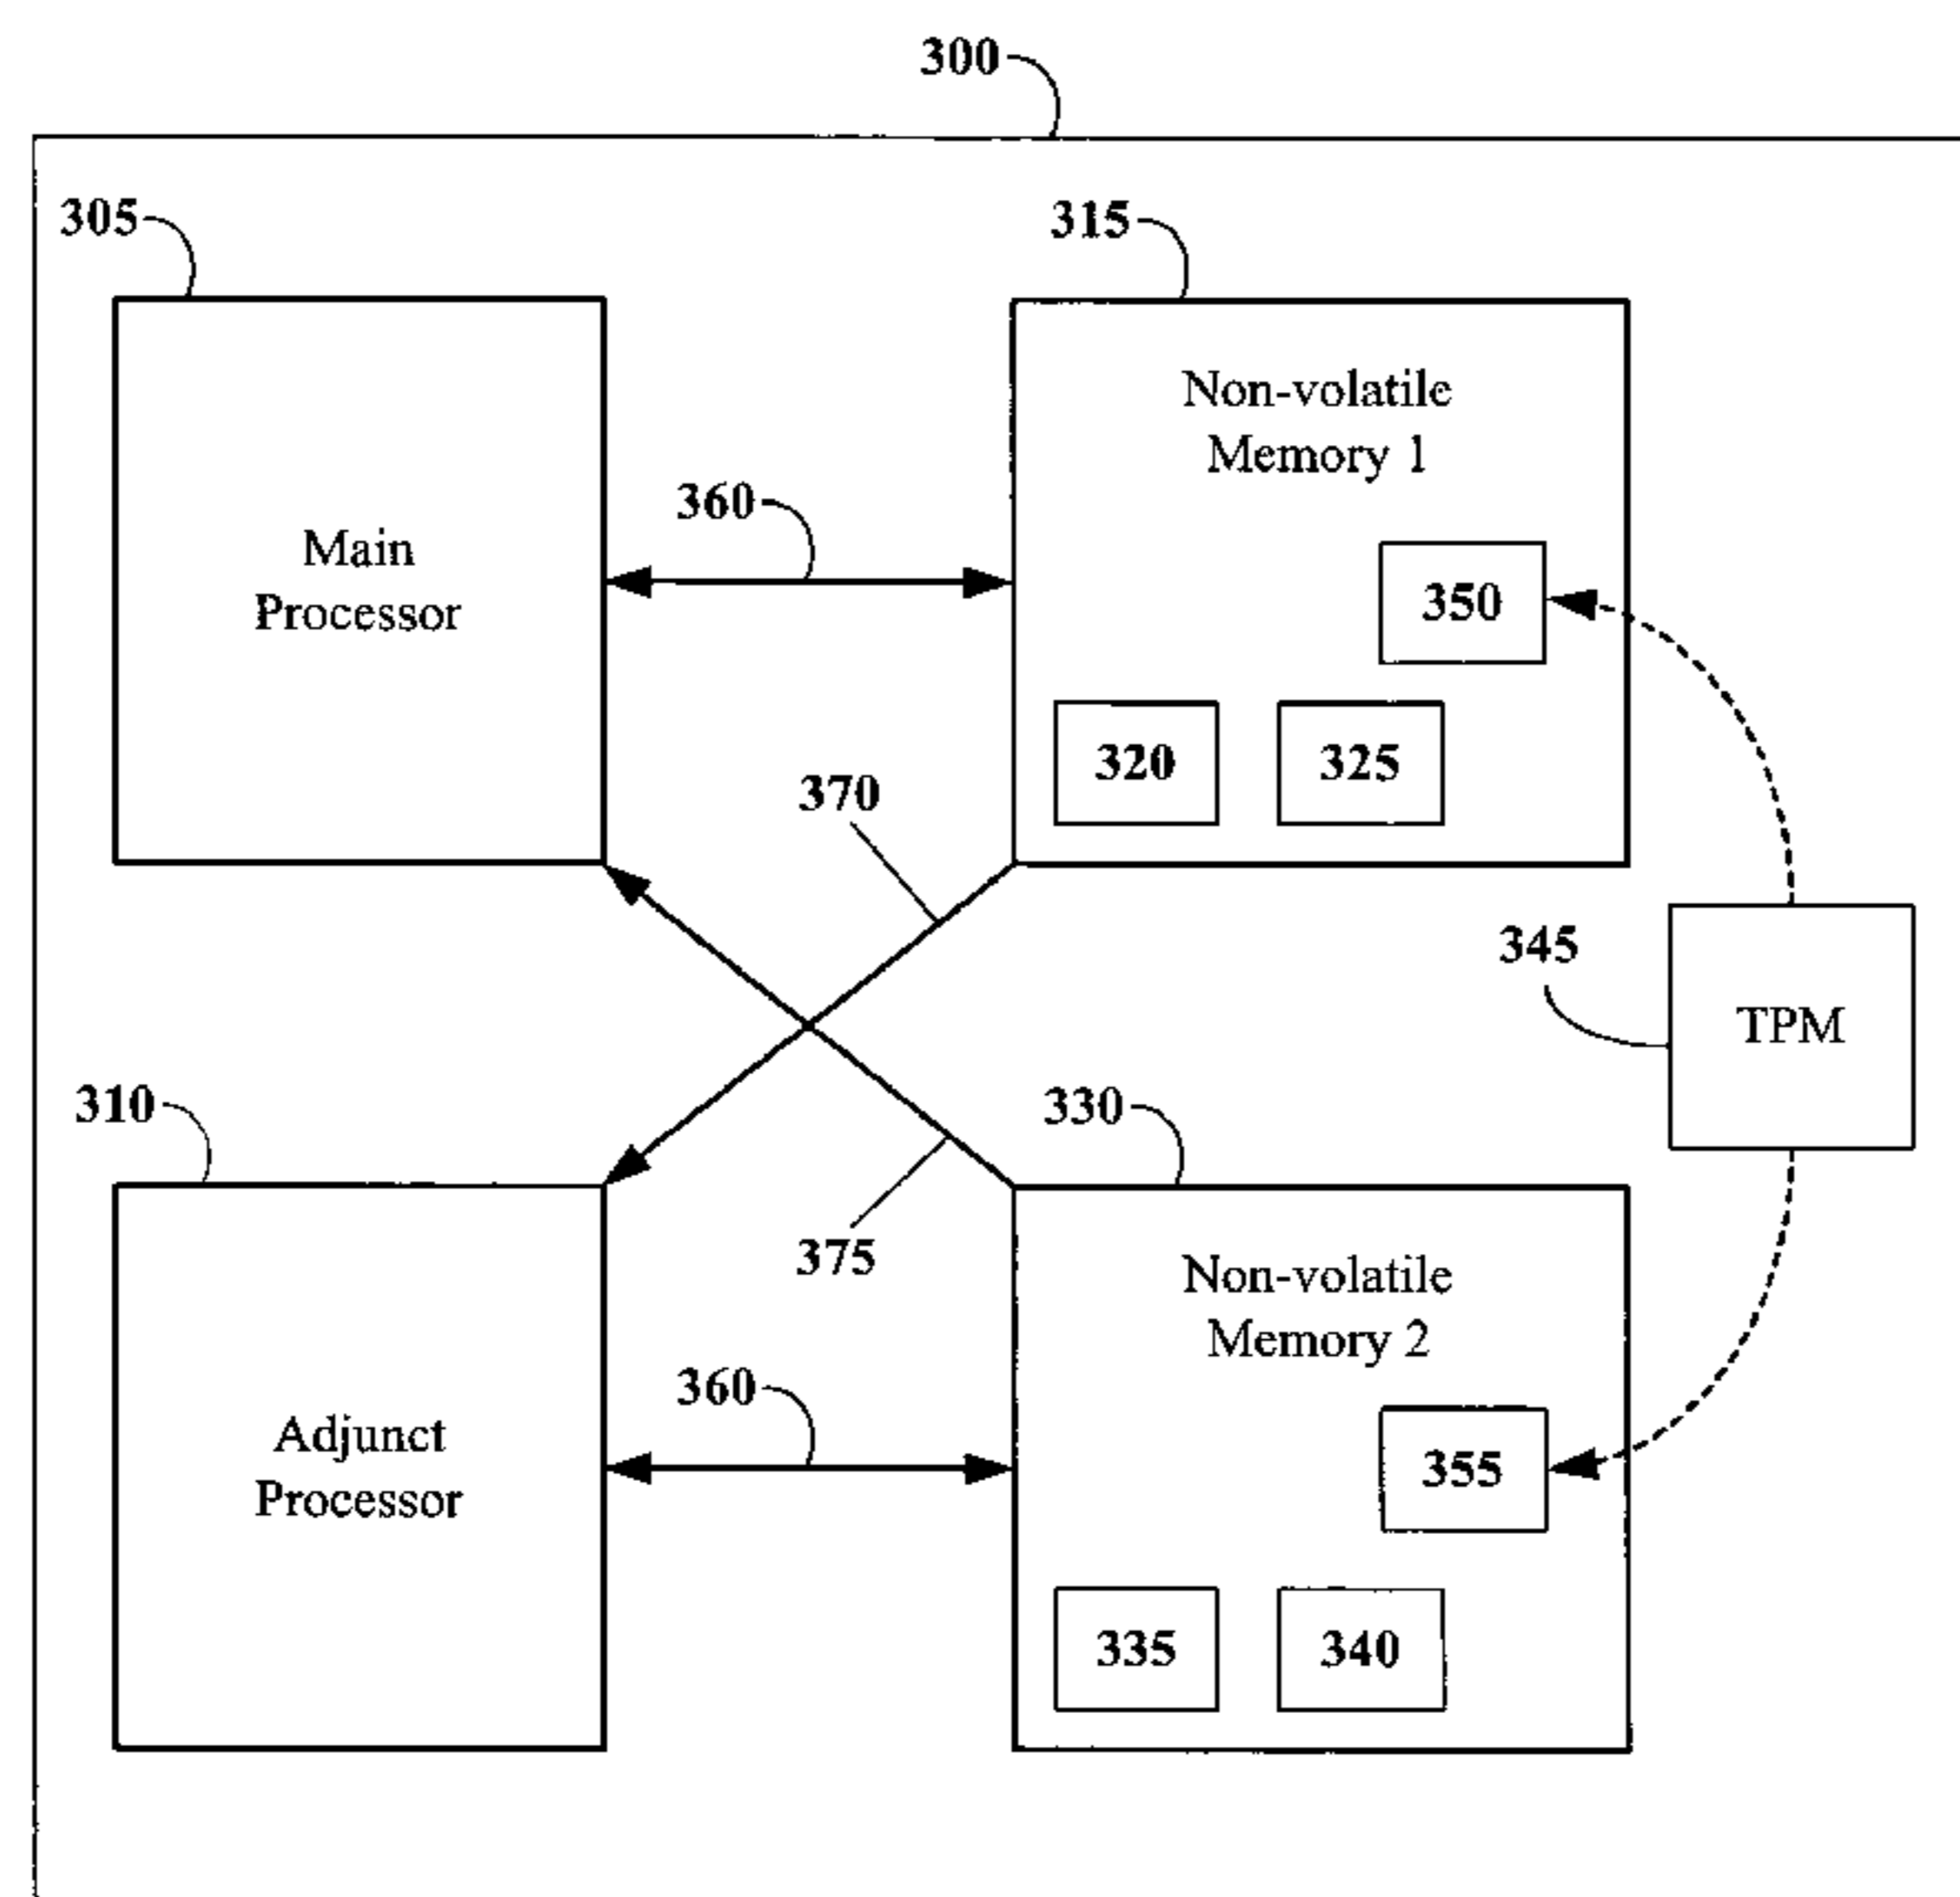 300
305
315
Non-volatile
Memory 1
360
Main
Processor
350
320
325
370
345
TPM
310
330
375
Non-volatile
Memory 2
360
Adjunct
Processor
355
335
340